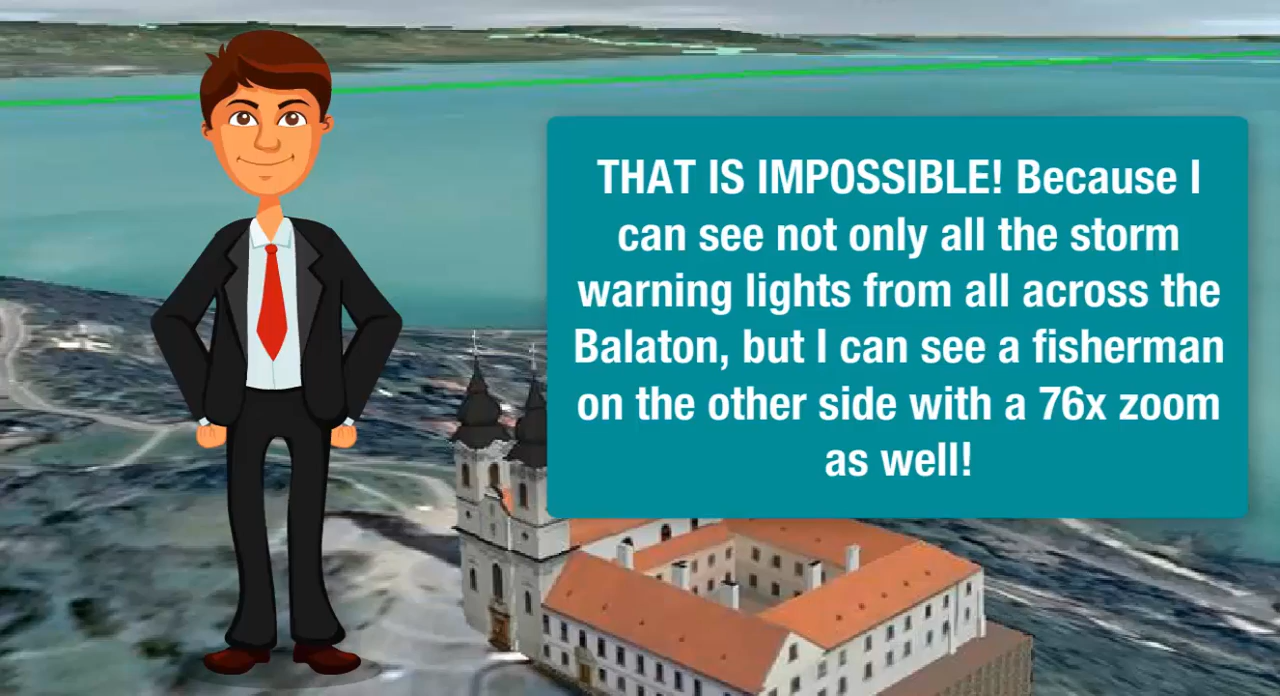 THAT IS IMPOSSIBLE! Because I
can see not only all the storm
warning lights from all across the
Balaton, but I can see a fisherman
on the other side with a 76x zoom
as well!